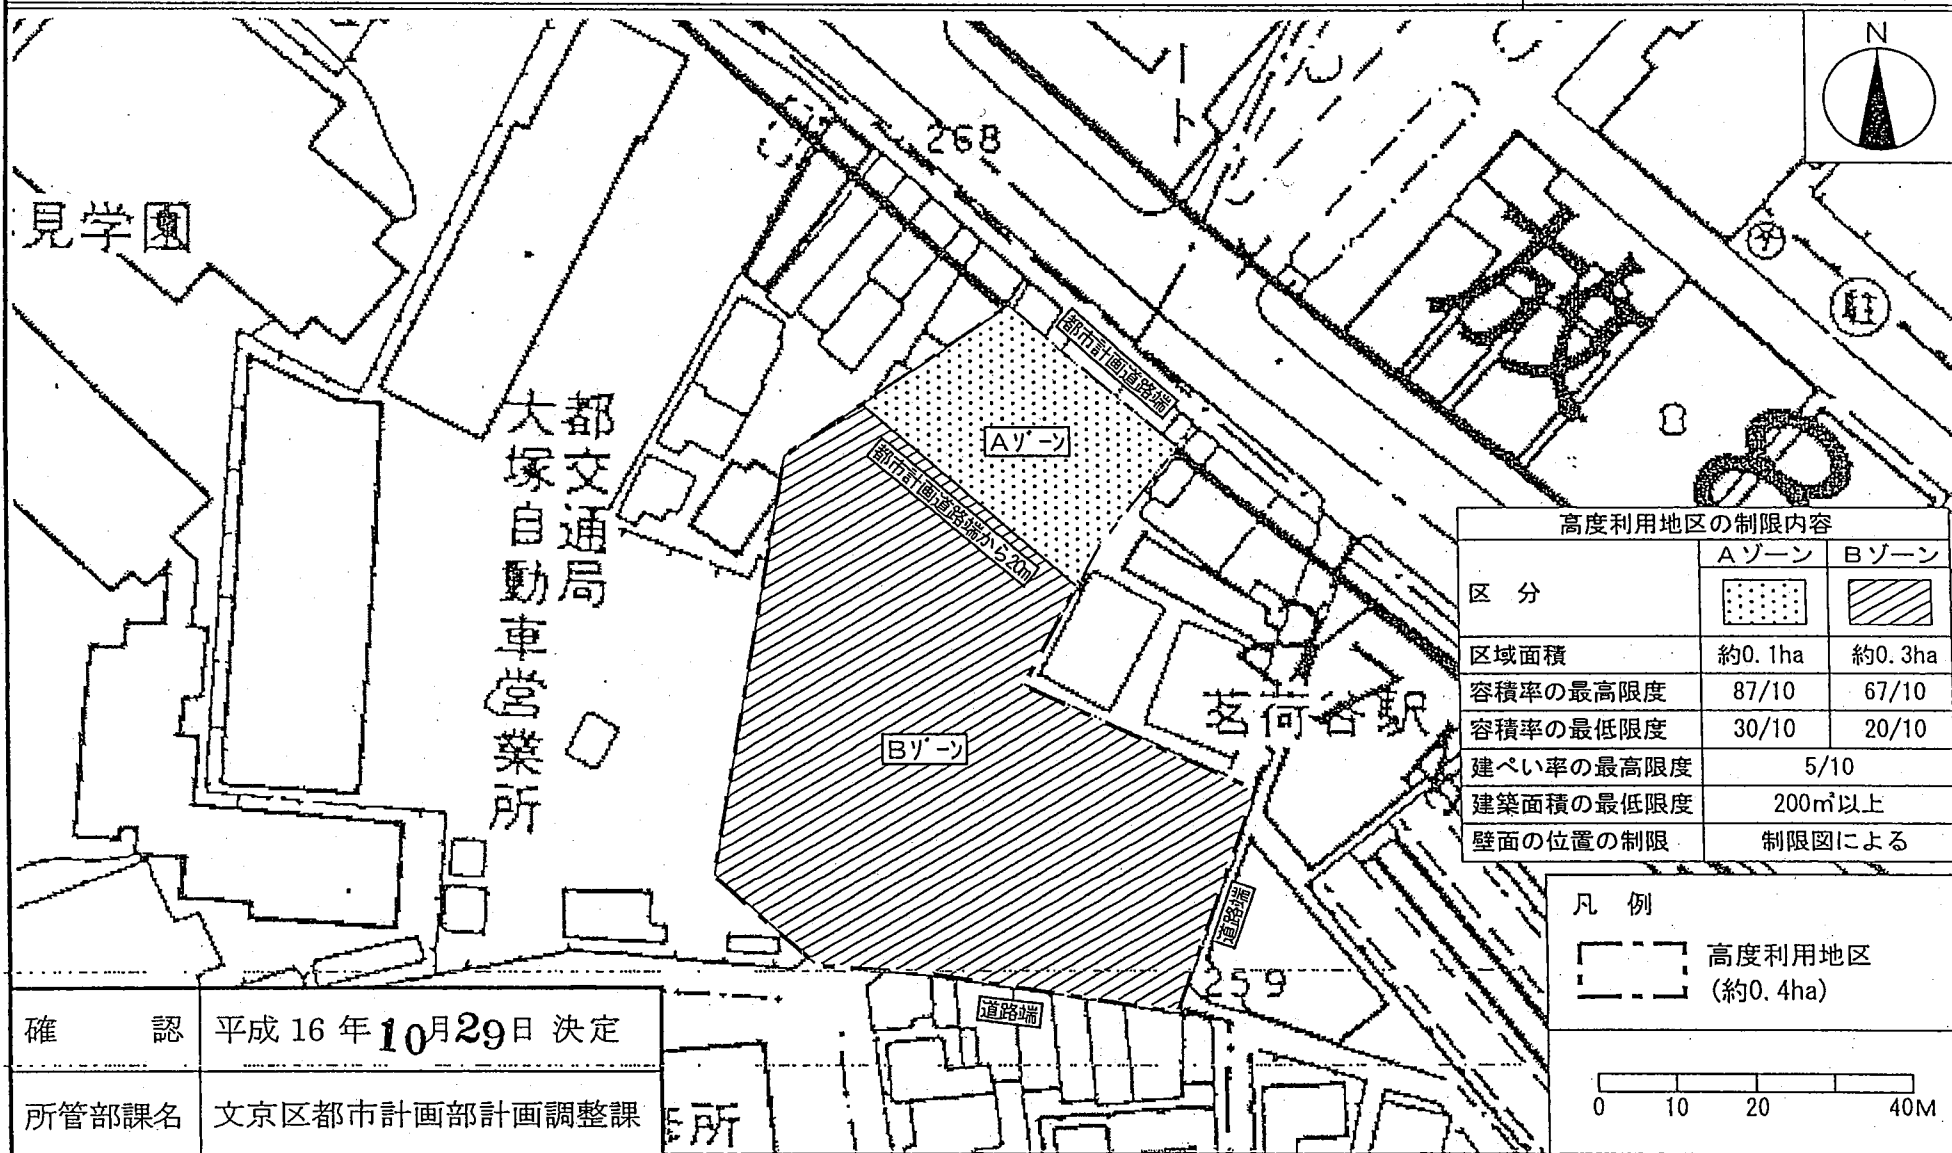 N
268
ート
見学園
㊝
駐
都市計画道路端
Aゾーン
都市計画道路端から20m
都交通局
大塚自動車営業所
Bゾーン
茗荷谷駅
道路端
259
道路端
高度利用地区の制限内容
区 分 Aゾーン Bゾーン
区域面積 約0.1ha 約0.3ha
容積率の最高限度 87/10 67/10
容積率の最低限度 30/10 20/10
建ぺい率の最高限度 5/10
建築面積の最低限度 200㎡以上
壁面の位置の制限 制限図による
凡 例
高度利用地区
(約0.4ha)
0 10 20 40M
確 認 平成 16 年 10月29日 決定
所管部課名 文京区都市計画部計画調整課
所